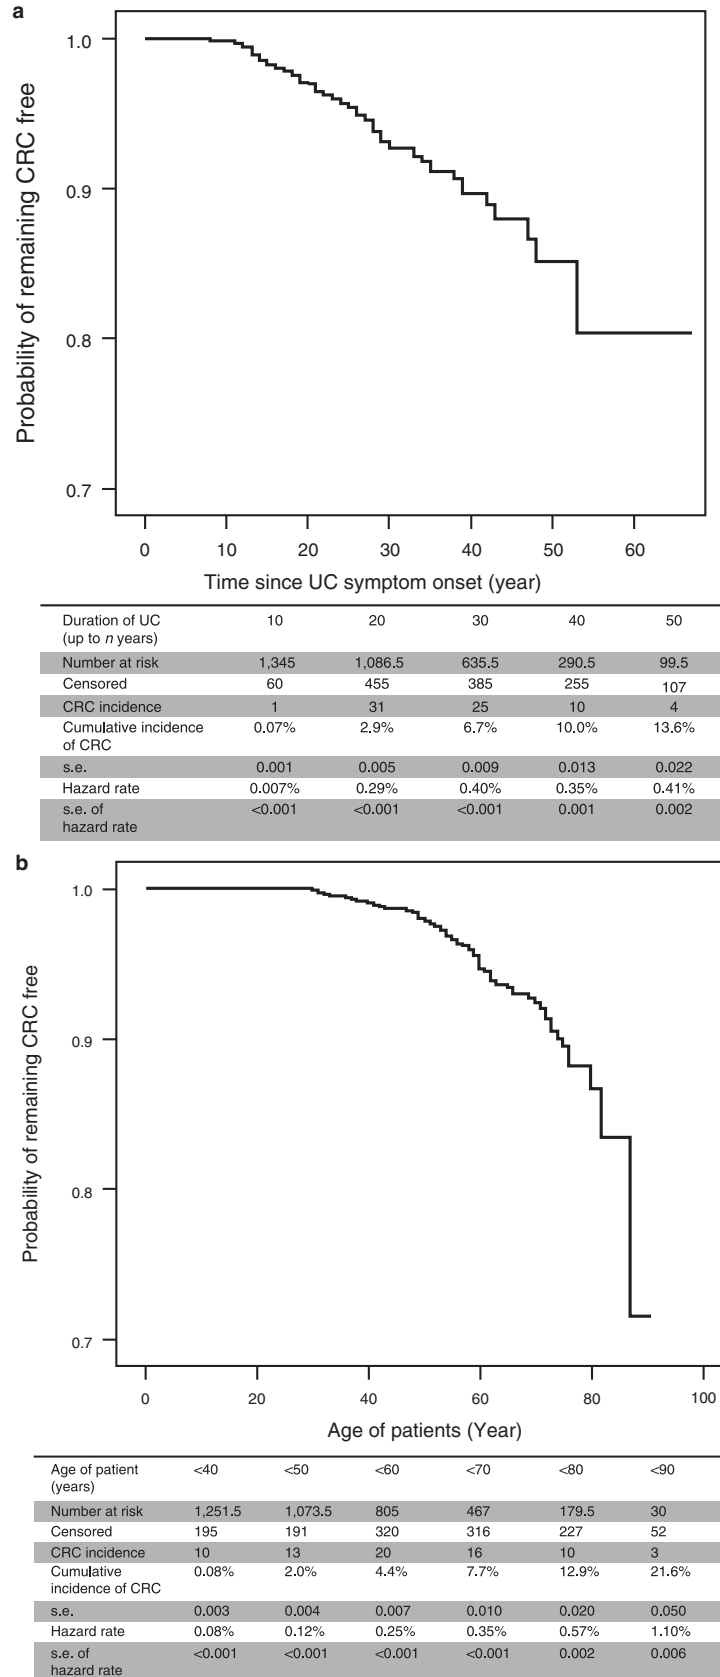 a
1.0
0.9
0.8
0.7
Probability of remaining CRC free
0 10 20 30 40 50 60
Time since UC symptom onset (year)
Duration of UC 10 20 30 40 50
(up to n years)
Number at risk 1,345 1,086.5 635.5 290.5 99.5
Censored 60 455 385 255 107
CRC incidence 1 31 25 10 4
Cumulative incidence 0.07% 2.9% 6.7% 10.0% 13.6%
of CRC
s.e. 0.001 0.005 0.009 0.013 0.022
Hazard rate 0.007% 0.29% 0.40% 0.35% 0.41%
s.e. of <0.001 <0.001 <0.001 0.001 0.002
hazard rate
b
1.0
0.9
0.8
0.7
Probability of remaining CRC free
0 20 40 60 80 100
Age of patients (Year)
Age of patient <40 <50 <60 <70 <80 <90
(years)
Number at risk 1,251.5 1,073.5 805 467 179.5 30
Censored 195 191 320 316 227 52
CRC incidence 10 13 20 16 10 3
Cumulative 0.08% 2.0% 4.4% 7.7% 12.9% 21.6%
incidence of CRC
s.e. 0.003 0.004 0.007 0.010 0.020 0.050
Hazard rate 0.08% 0.12% 0.25% 0.35% 0.57% 1.10%
s.e. of <0.001 <0.001 <0.001 <0.001 0.002 0.006
hazard rate